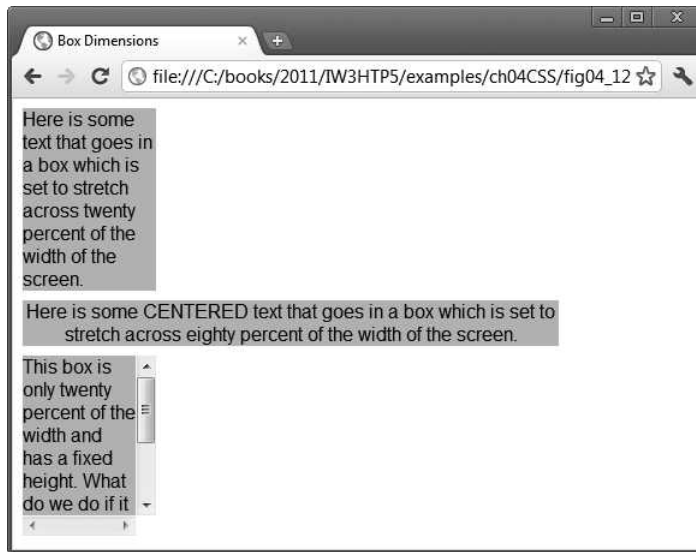 Box Dimensions
file:///C:/books/2011/IW3HTP5/examples/ch04CSS/fig04_12
Here is some
text that goes in
a box which is
set to stretch
across twenty
percent of the
width of the
screen.
Here is some CENTERED text that goes in a box which is set to
stretch across eighty percent of the width of the screen.
This box is
only twenty
percent of the
width and
has a fixed
height. What
do we do if it